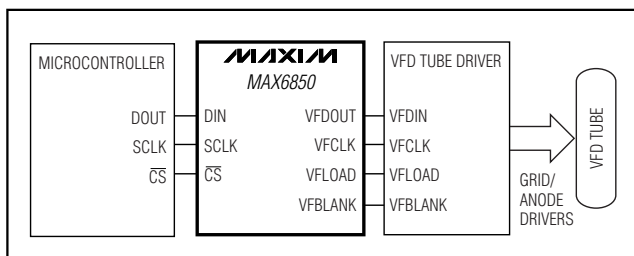 MICROCONTROLLER
DOUT
SCLK
CS
MAXIM
MAX6850
DIN
SCLK
CS
VFDOUT
VFCLK
VFLOAD
VFBLANK
VFD TUBE DRIVER
VFDIN
VFCLK
VFLOAD
VFBLANK
GRID/
ANODE
DRIVERS
VFD TUBE